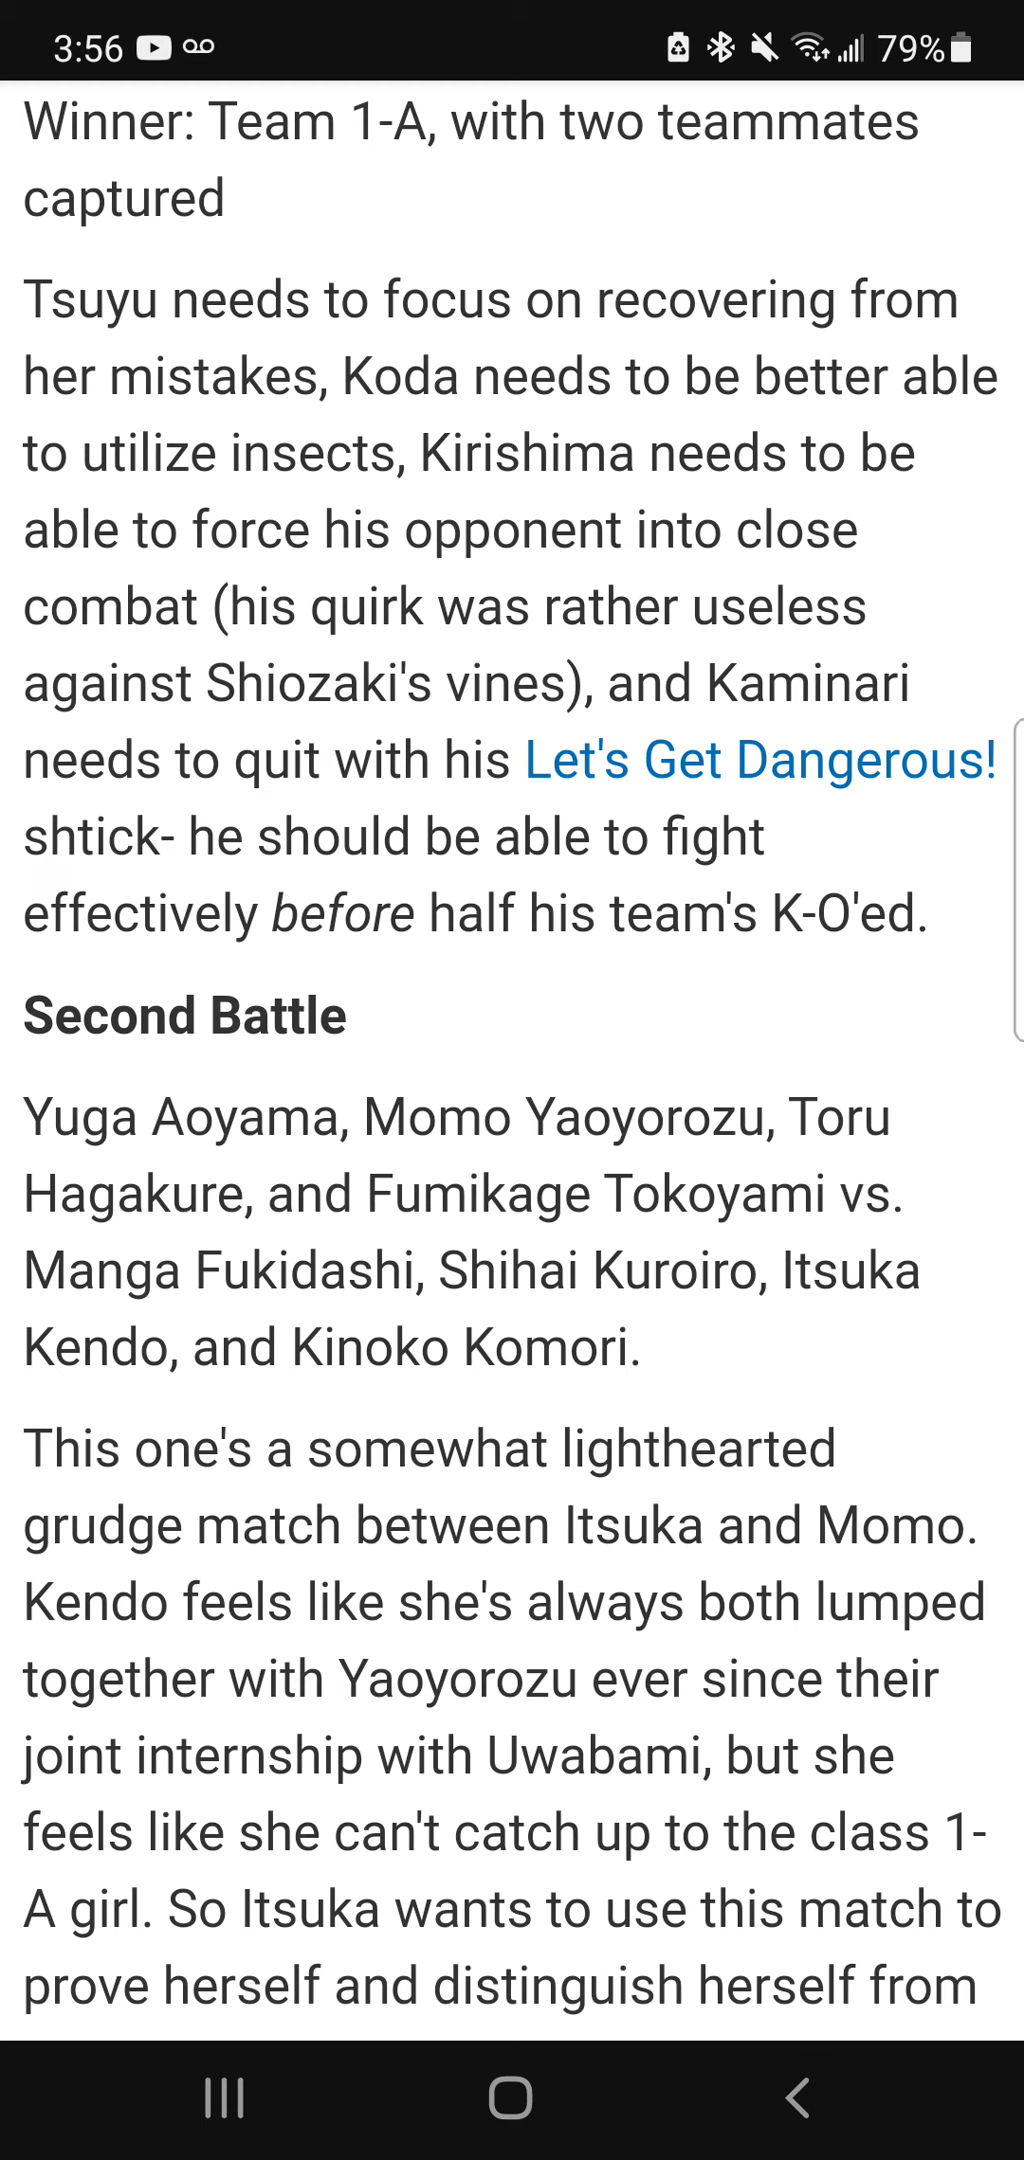 3:56
79%
Winner: Team 1-A, with two teammates
captured
Tsuyu needs to focus on recovering from
her mistakes, Koda needs to be better able
to utilize insects, Kirishima needs to be
able to force his opponent into close
combat (his quirk was rather useless
against Shiozaki's vines), and Kaminari
needs to quit with his Let's Get Dangerous!
shtick- he should be able to fight
effectively before half his team's K-O'ed.
Second Battle
Yuga Aoyama, Momo Yaoyorozu, Toru
Hagakure, and Fumikage Tokoyami vs.
Manga Fukidashi, Shihai Kuroiro, Itsuka
Kendo, and Kinoko Komori.
This one's a somewhat lighthearted
grudge match between Itsuka and Momo.
Kendo feels like she's always both lumped
together with Yaoyorozu ever since their
joint internship with Uwabami, but she
feels like she can't catch up to the class 1-
A girl. So Itsuka wants to use this match to
prove herself and distinguish herself from